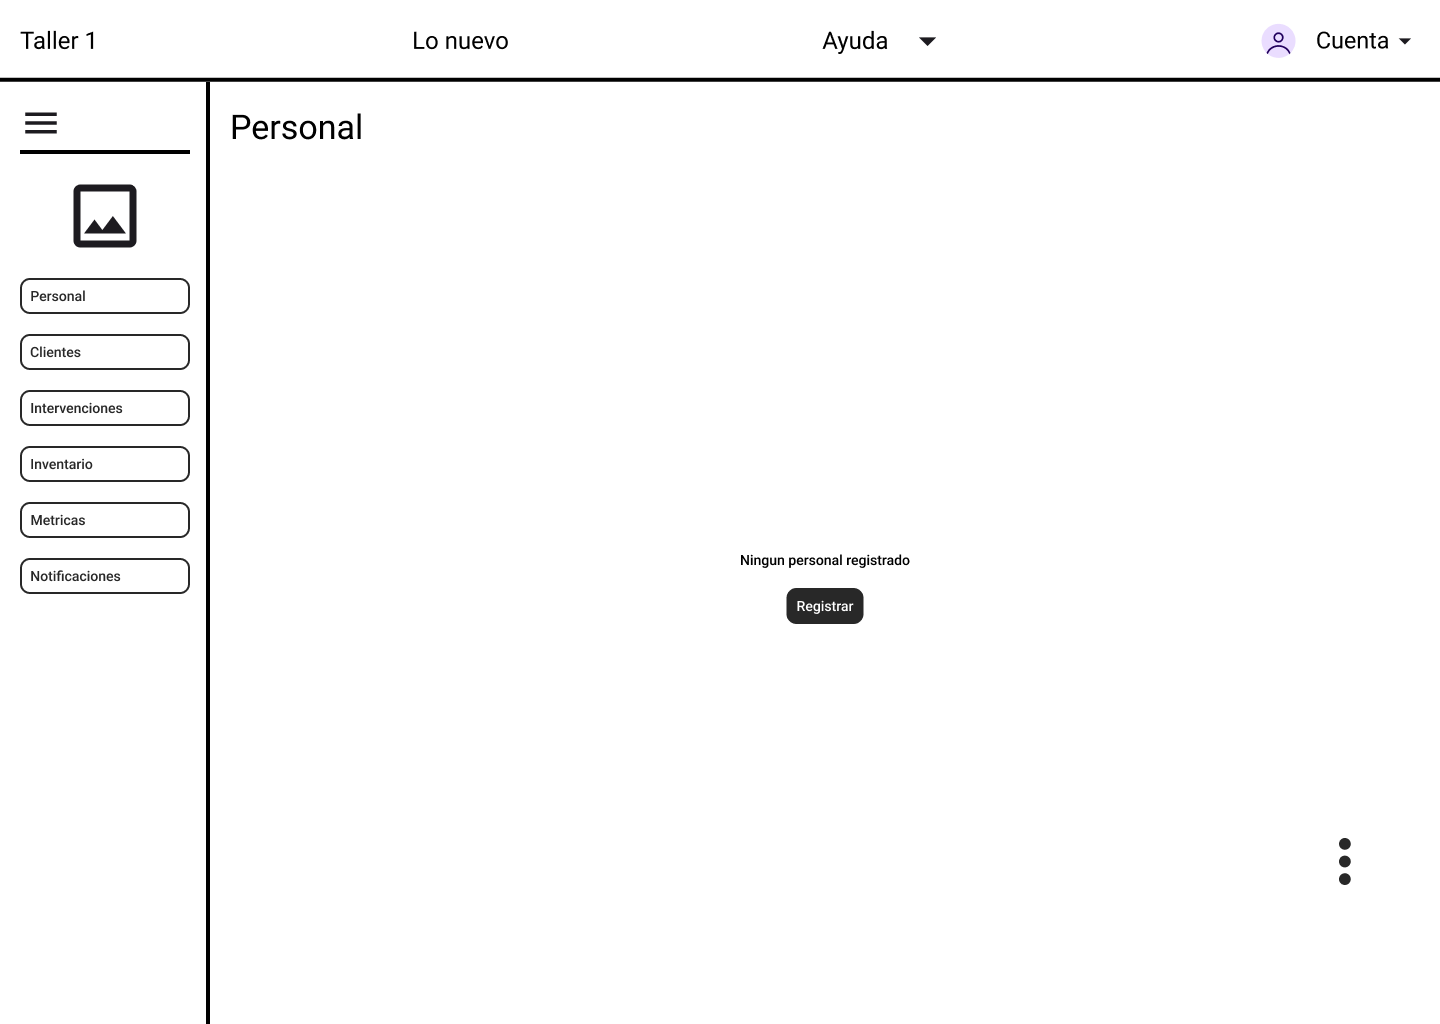 Taller 1
Lo nuevo
Ayuda
Cuenta
Personal
Personal
Clientes
Intervenciones
Inventario
Metricas
Notificaciones
Ningun personal registrado
Registrar